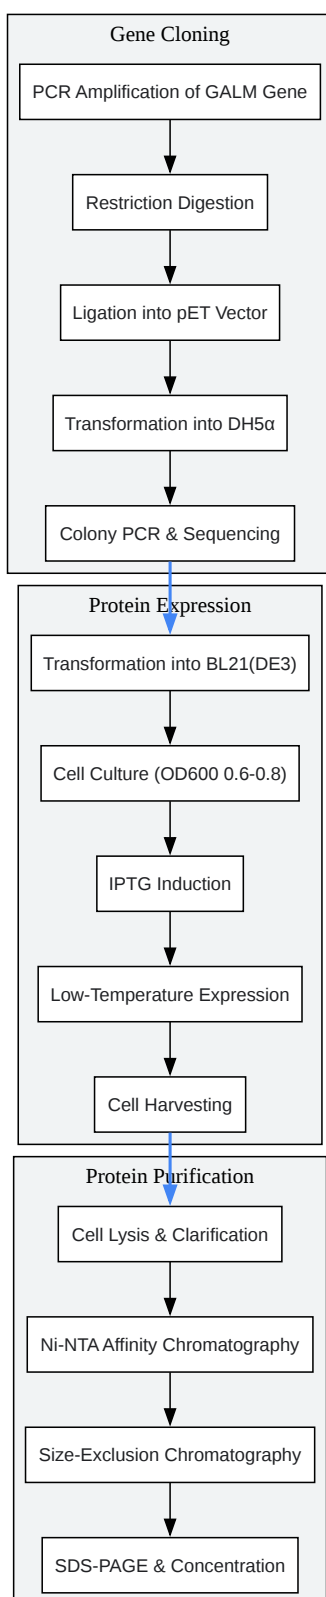 Gene Cloning
PCR Amplification of GALM Gene
Restriction Digestion
Ligation into pET Vector
Transformation into DH5α
Colony PCR & Sequencing
Protein Expression
Transformation into BL21(DE3)
Cell Culture (OD600 0.6-0.8)
IPTG Induction
Low-Temperature Expression
Cell Harvesting
Protein Purification
Cell Lysis & Clarification
Ni-NTA Affinity Chromatography
Size-Exclusion Chromatography
SDS-PAGE & Concentration